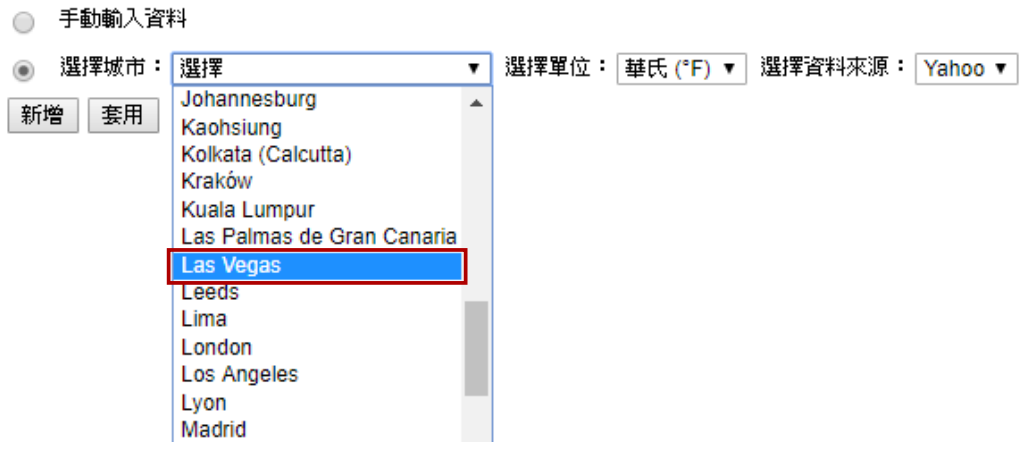 手動輸入資料
選擇城市： 選擇 ▼ 選擇單位： 華氏 (°F) ▼ 選擇資料來源： Yahoo ▼
新增 套用
Johannesburg
Kaohsiung
Kolkata (Calcutta)
Kraków
Kuala Lumpur
Las Palmas de Gran Canaria
Las Vegas
Leeds
Lima
London
Los Angeles
Lyon
Madrid